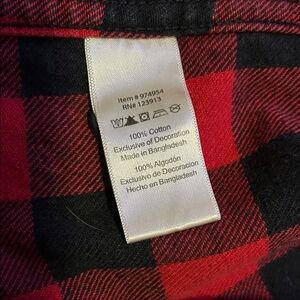 Item # 974954
RN# 123913
100% Cotton
Exclusive of Decoration
Made in Bangladesh
100% Algodón
Exclusivo de Decoracion
Hecho en Bangladesh